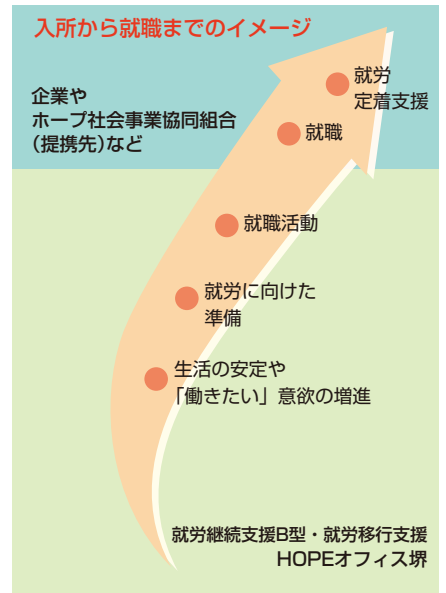 入所から就職までのイメージ
就労
定着支援
企業や
ホープ社会事業協同組合
（提携先）など
就職
就職活動
就労に向けた
準備
生活の安定や
「働きたい」意欲の増進
就労継続支援B型・就労移行支援
HOPEオフィス堺